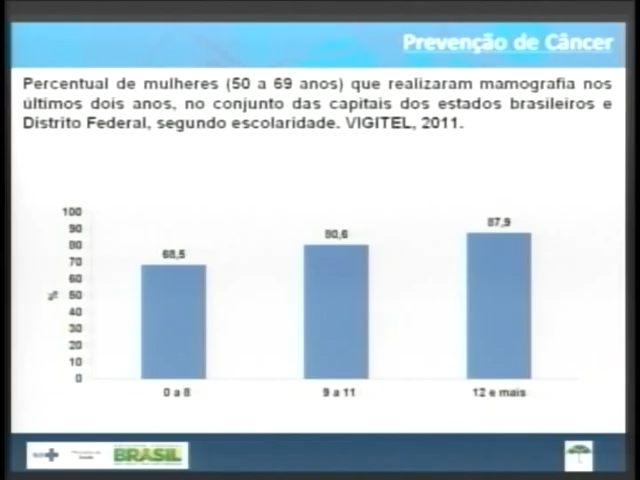 Prevenção de Câncer
Percentual de mulheres (50 a 69 anos) que realizaram mamografia nos
últimos dois anos, no conjunto das capitais dos estados brasileiros e
Distrito Federal, segundo escolaridade. VIGITEL, 2011.
100
90
80
70
60
50
40
30
20
10
0
%
68,5
80,6
87,9
0 a 8
9 a 11
12 e mais
SUS
BRASIL